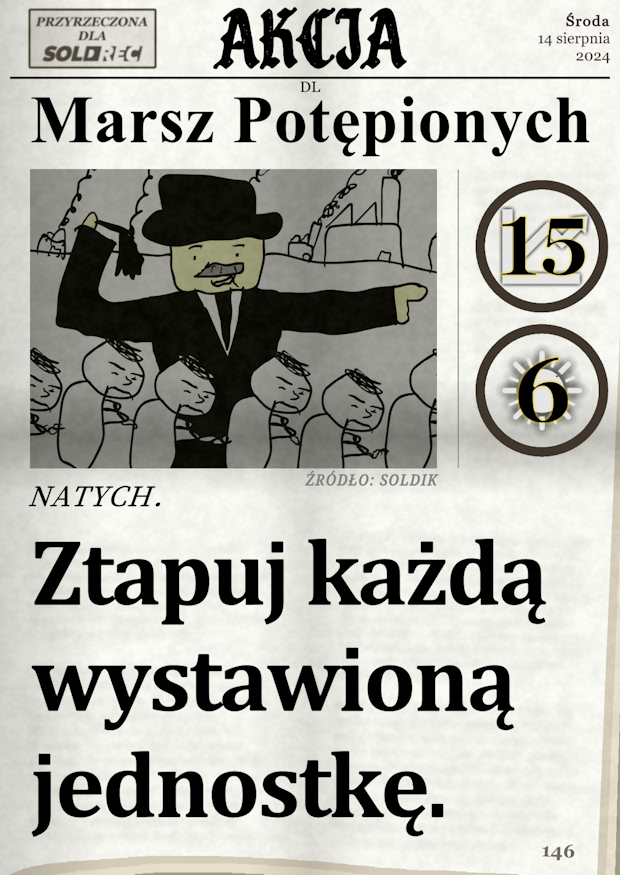 PRZYRZECZONA
DLA
SOLDREC
AKCJA
Środa
14 sierpnia
2024
DL
Marsz Potępionych
15
6
ŹRÓDŁO: SOLDIK
NATYCH.
Ztapuj każdą
wystawioną
jednostkę.
146